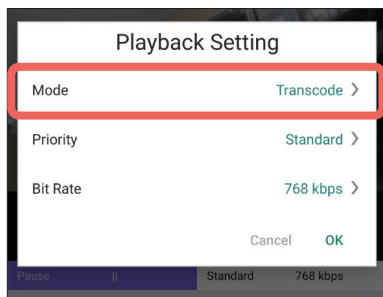 Playback Setting
Mode Transcode >
Priority Standard >
Bit Rate 768 kbps >
Cancel OK
Pause || Standard 768 kbps